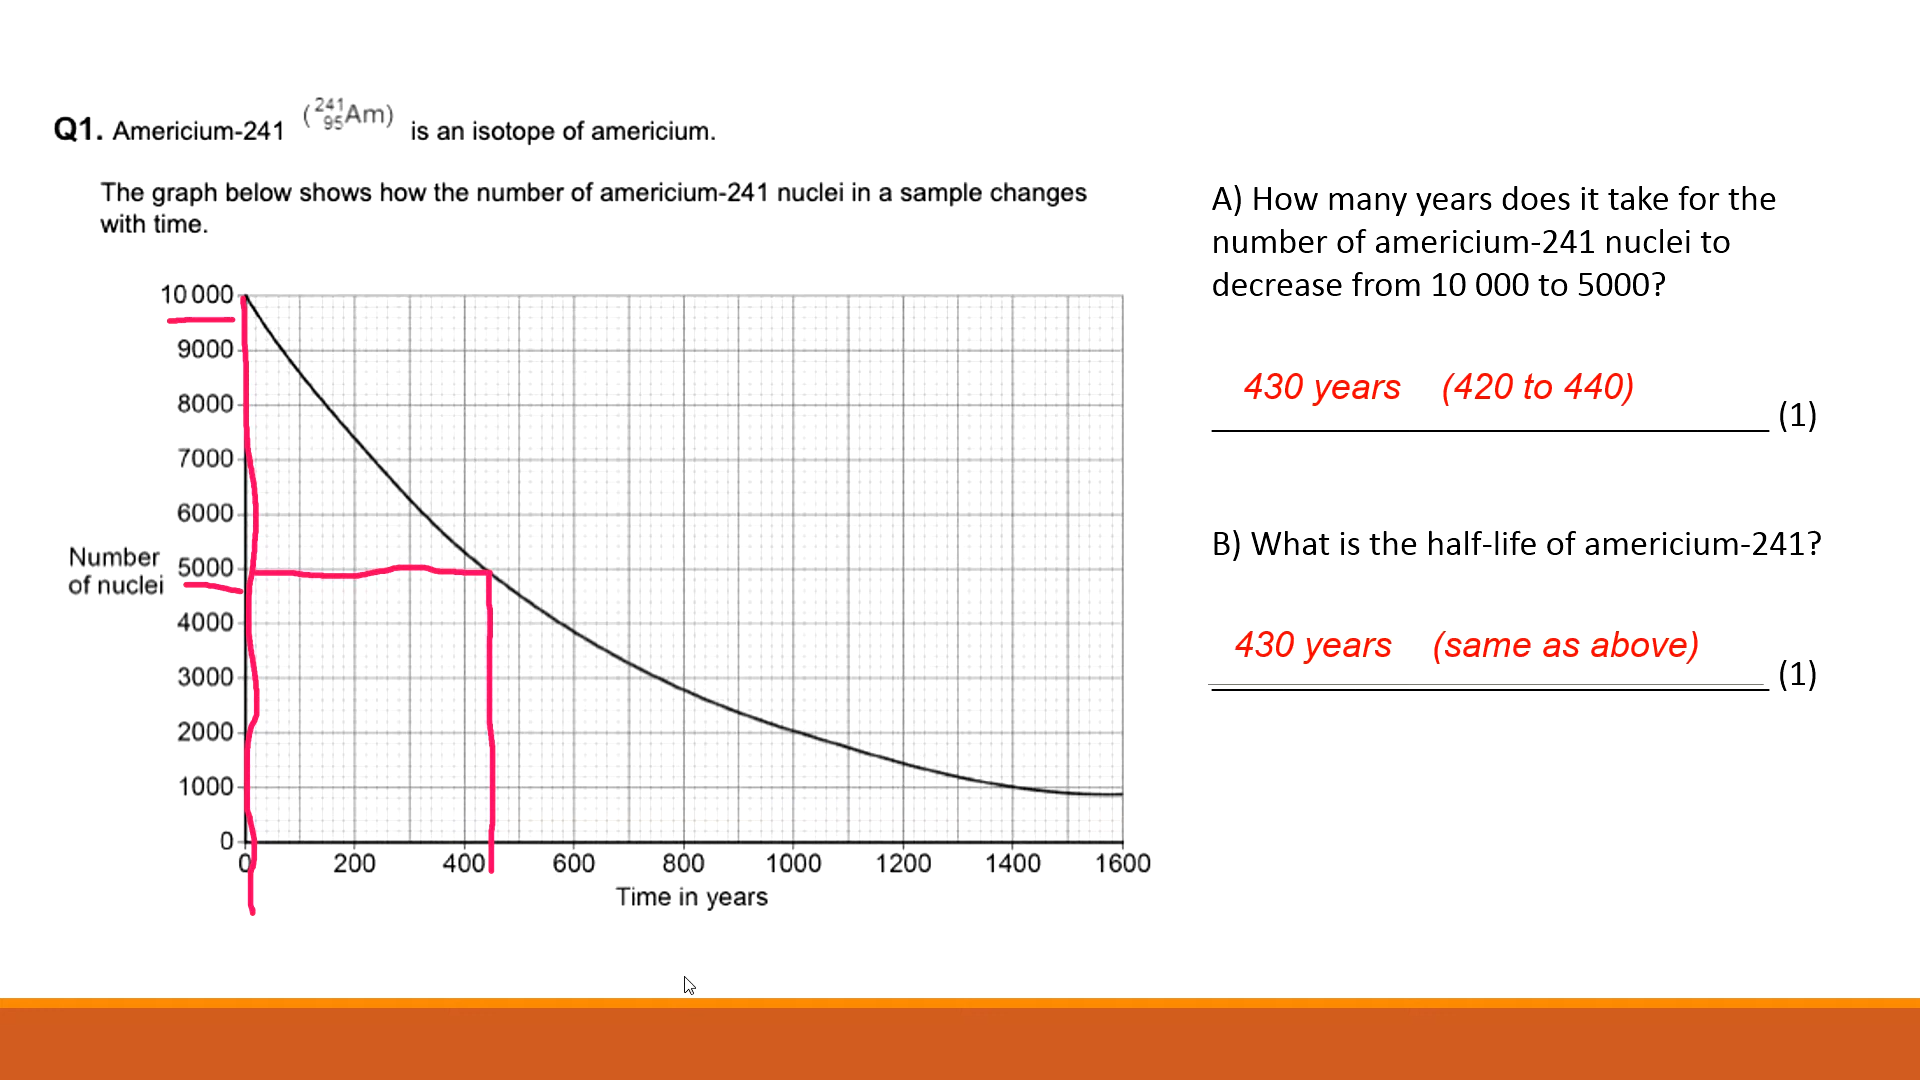 Q1. Americium-241 (²⁴¹₉₅Am) is an isotope of americium.
The graph below shows how the number of americium-241 nuclei in a sample changes
with time.
10 000
9000
8000
7000
6000
5000
4000
3000
2000
1000
0
Number
of nuclei
0 200 400 600 800 1000 1200 1400 1600
Time in years
A) How many years does it take for the
number of americium-241 nuclei to
decrease from 10 000 to 5000?
430 years (420 to 440)
(1)
B) What is the half-life of americium-241?
430 years (same as above)
(1)